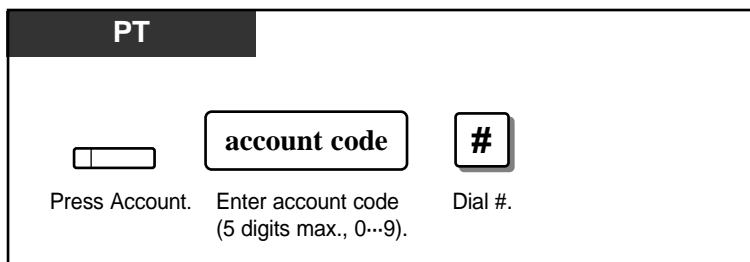 PT
account code
#
Press Account. Enter account code Dial #.
(5 digits max., 0···9).